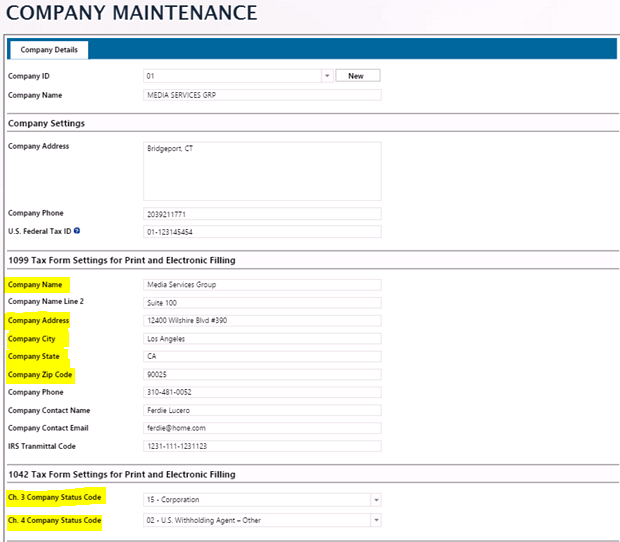 COMPANY MAINTENANCE
Company Details
Company ID 01 New
Company Name MEDIA SERVICES GRP
Company Settings
Company Address Bridgeport, CT
Company Phone 2039211771
U.S. Federal Tax ID ? 01-123145454
1099 Tax Form Settings for Print and Electronic Filling
Company Name Media Services Group
Company Name Line 2 Suite 100
Company Address 12400 Wilshire Blvd #390
Company City Los Angeles
Company State CA
Company Zip Code 90025
Company Phone 310-481-0052
Company Contact Name Ferdie Lucero
Company Contact Email ferdie@home.com
IRS Tranmittal Code 1231-111-1231123
1042 Tax Form Settings for Print and Electronic Filling
Ch. 3 Company Status Code 15 - Corporation
Ch. 4 Company Status Code 02 - U.S. Withholding Agent – Other